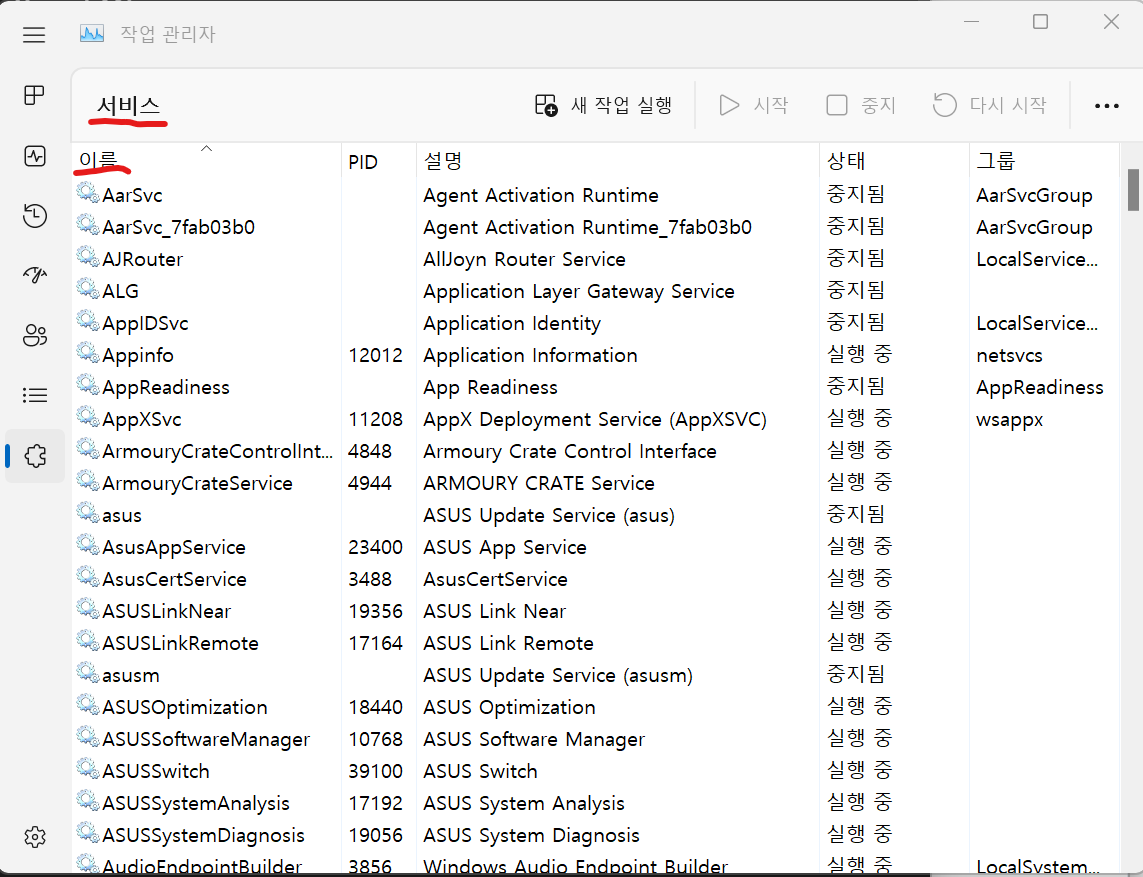 작업 관리자
서비스 새 작업 실행 시작 중지 다시 시작
이름 PID 설명 상태 그룹
AarSvc Agent Activation Runtime 중지됨 AarSvcGroup
AarSvc_7fab03b0 Agent Activation Runtime_7fab03b0 중지됨 AarSvcGroup
AJRouter AllJoyn Router Service 중지됨 LocalService...
ALG Application Layer Gateway Service 중지됨
AppIDSvc Application Identity 중지됨 LocalService...
Appinfo 12012 Application Information 실행 중 netsvcs
AppReadiness App Readiness 중지됨 AppReadiness
AppXSvc 11208 AppX Deployment Service (AppXSVC) 실행 중 wsappx
ArmouryCrateControlInt... 4848 Armoury Crate Control Interface 실행 중
ArmouryCrateService 4944 ARMOURY CRATE Service 실행 중
asus ASUS Update Service (asus) 중지됨
AsusAppService 23400 ASUS App Service 실행 중
AsusCertService 3488 AsusCertService 실행 중
ASUSLinkNear 19356 ASUS Link Near 실행 중
ASUSLinkRemote 17164 ASUS Link Remote 실행 중
asusm ASUS Update Service (asusm) 중지됨
ASUSOptimization 18440 ASUS Optimization 실행 중
ASUSSoftwareManager 10768 ASUS Software Manager 실행 중
ASUSSwitch 39100 ASUS Switch 실행 중
ASUSSystemAnalysis 17192 ASUS System Analysis 실행 중
ASUSSystemDiagnosis 19056 ASUS System Diagnosis 실행 중
AudioEndpointBuilder 3856 Windows Audio Endpoint Builder 실행 중 LocalSystem...